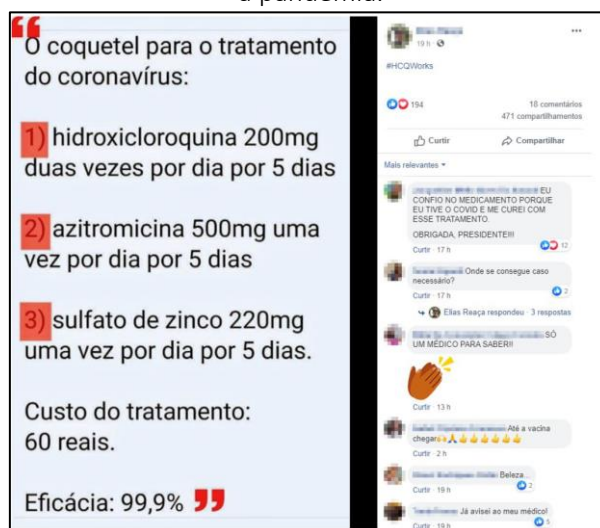 a pandemia.
O coquetel para o tratamento
do coronavírus:
1) hidroxicloroquina 200mg
duas vezes por dia por 5 dias
2) azitromicina 500mg uma
vez por dia por 5 dias
3) sulfato de zinco 220mg
uma vez por dia por 5 dias.
Custo do tratamento:
60 reais.
Eficácia: 99,9%
19 h
#HCQWorks
194
18 comentários
471 compartilhamentos
Curtir
Compartilhar
Mais relevantes
EU
CONFIO NO MEDICAMENTO PORQUE
EU TIVE O COVID E ME CUREI COM
ESSE TRATAMENTO.
OBRIGADA, PRESIDENTE!!!
12
Curtir · 17 h
Onde se consegue caso
necessário?
2
Curtir · 17 h
Elias Reaça respondeu · 3 respostas
SÓ
UM MÉDICO PARA SABER!!
Curtir · 13 h
Até a vacina
chegar
Curtir · 2 h
Beleza...
2
Curtir · 19 h
Já avisei ao meu médico!
5
Curtir · 19 h